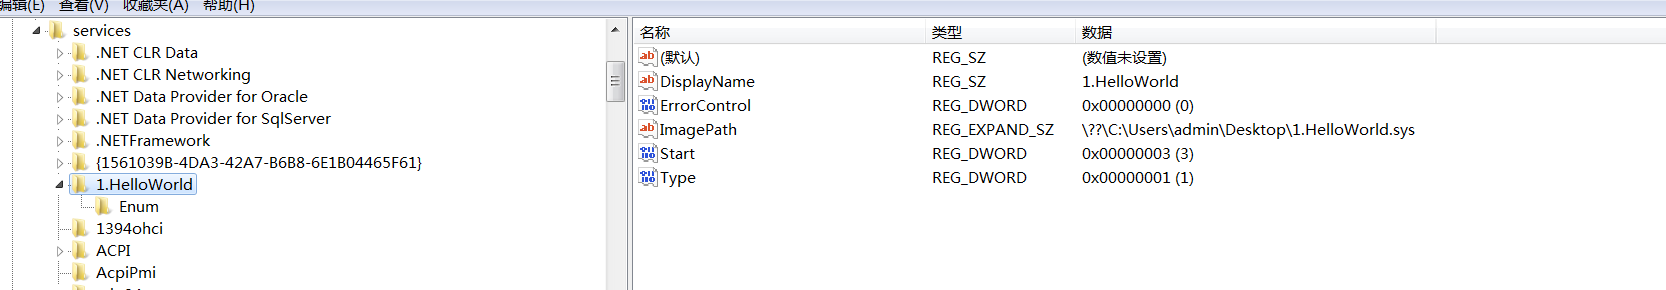 编辑(E) 查看(V) 收藏夹(A) 帮助(H)
services
.NET CLR Data
.NET CLR Networking
.NET Data Provider for Oracle
.NET Data Provider for SqlServer
.NETFramework
{1561039B-4DA3-42A7-B6B8-6E1B04465F61}
1.HelloWorld
Enum
1394ohci
ACPI
AcpiPmi
名称 类型 数据
(默认) REG_SZ (数值未设置)
DisplayName REG_SZ 1.HelloWorld
ErrorControl REG_DWORD 0x00000000 (0)
ImagePath REG_EXPAND_SZ \??\C:\Users\admin\Desktop\1.HelloWorld.sys
Start REG_DWORD 0x00000003 (3)
Type REG_DWORD 0x00000001 (1)